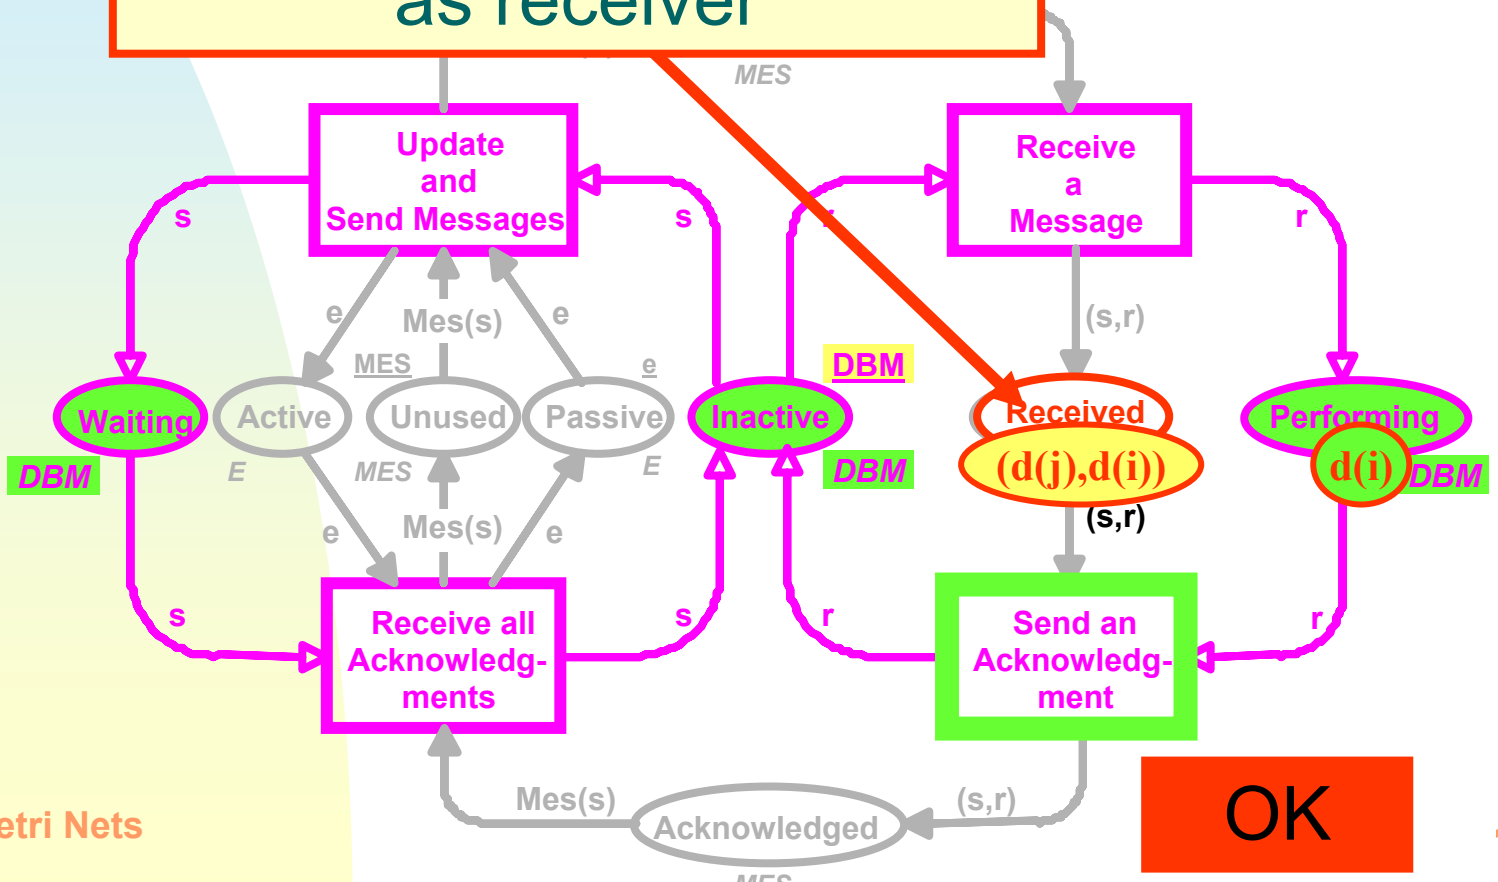 as receiver
MES
Update
and
Send Messages
Receive
a
Message
s
s
r
r
e
Mes(s)
e
(s,r)
MES
e
DBM
Waiting
Active
Unused
Passive
Inactive
Received
Performing
DBM
E
MES
E
DBM
(d(j),d(i))
d(i)
DBM
e
Mes(s)
e
(s,r)
s
Receive all
Acknowledg-
ments
s
r
Send an
Acknowledg-
ment
r
Mes(s)
Acknowledged
(s,r)
OK
etri Nets
MES